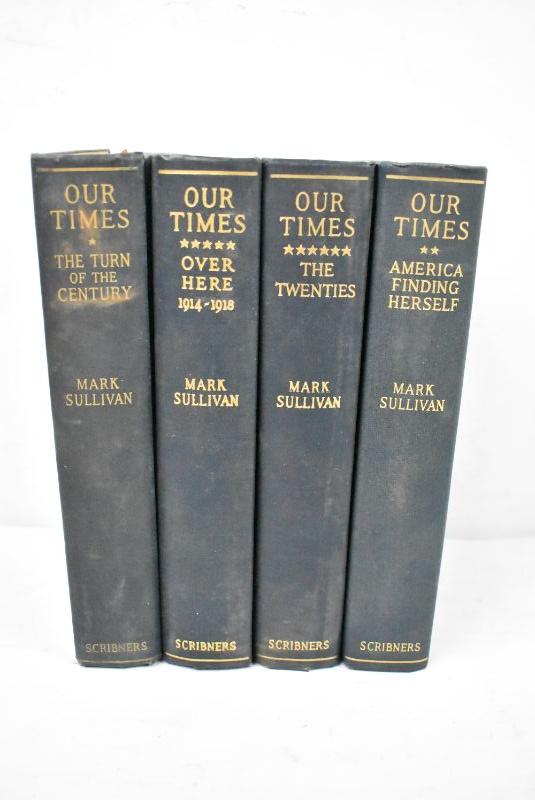 OUR
TIMES
★
THE TURN
OF THE
CENTURY
MARK
SULLIVAN
SCRIBNERS
OUR
TIMES
★★★★★
OVER
HERE
1914-1918
MARK
SULLIVAN
SCRIBNERS
OUR
TIMES
★★★★★★
THE
TWENTIES
MARK
SULLIVAN
SCRIBNERS
OUR
TIMES
★★
AMERICA
FINDING
HERSELF
MARK
SULLIVAN
SCRIBNERS